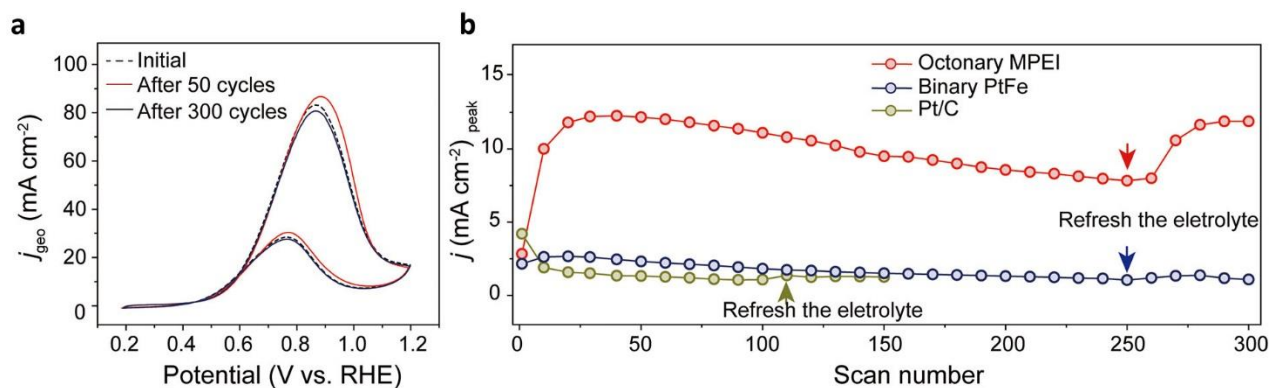 a
Initial
After 50 cycles
After 300 cycles
j_geo (mA cm⁻²)
100
80
60
40
20
0
0.2 0.4 0.6 0.8 1.0 1.2
Potential (V vs. RHE)
b
Octonary MPEI
Binary PtFe
Pt/C
j (mA cm⁻²)_peak
15
10
5
0
Refresh the eletrolyte
Refresh the eletrolyte
0 50 100 150 200 250 300
Scan number